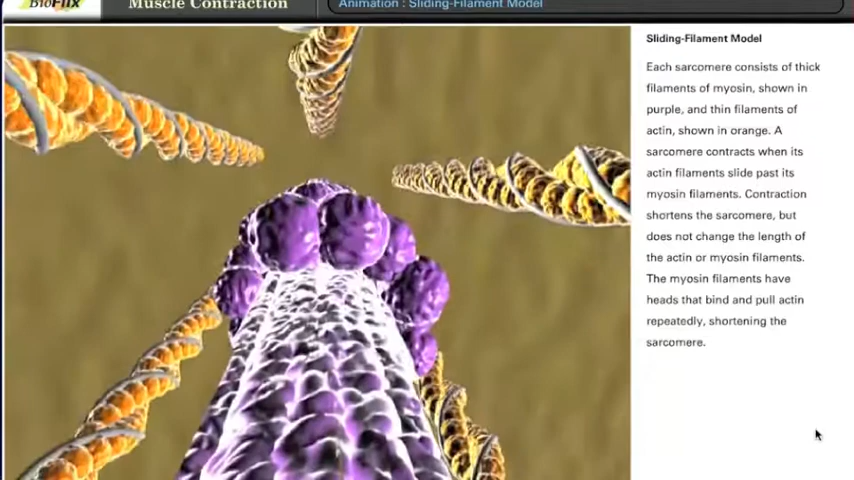 BioFlix
Muscle Contraction
Animation : Sliding-Filament Model
Sliding-Filament Model
Each sarcomere consists of thick
filaments of myosin, shown in
purple, and thin filaments of
actin, shown in orange. A
sarcomere contracts when its
actin filaments slide past its
myosin filaments. Contraction
shortens the sarcomere, but
does not change the length of
the actin or myosin filaments.
The myosin filaments have
heads that bind and pull actin
repeatedly, shortening the
sarcomere.